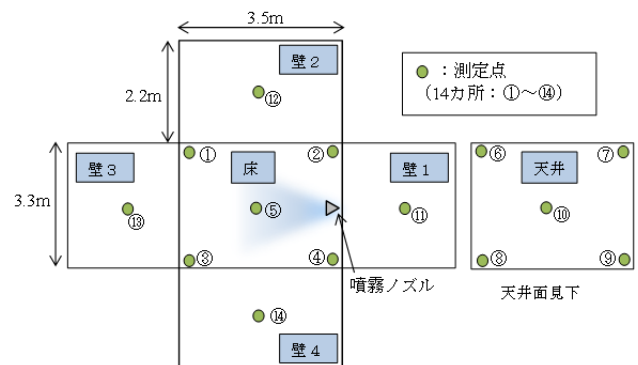 3.5m
壁2
2.2m
⑫
●:測定点
(14カ所:①~⑭)
3.3m
壁3
⑬
①
床
②
⑤
③
④
壁1
⑪
噴霧ノズル
⑥
天井
⑦
⑩
⑧
⑨
天井面見下
⑭
壁4